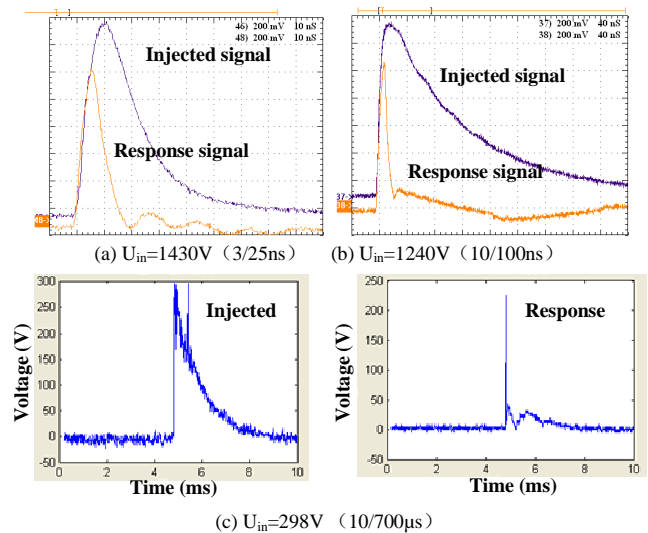 46) 200 mV 10 nS
48) 200 mV 10 nS
Injected signal
Response signal
48>
(a) Uin=1430V（3/25ns）
37) 200 mV 40 nS
38) 200 mV 40 nS
Injected signal
Response signal
37-
38>
(b) Uin=1240V（10/100ns）
300
250
200
150
100
50
0
-50
0 2 4 6 8 10
Voltage (V)
Time (ms)
Injected
250
200
150
100
50
0
-50
0 2 4 6 8 10
Voltage (V)
Time (ms)
Response
(c) Uin=298V（10/700μs）